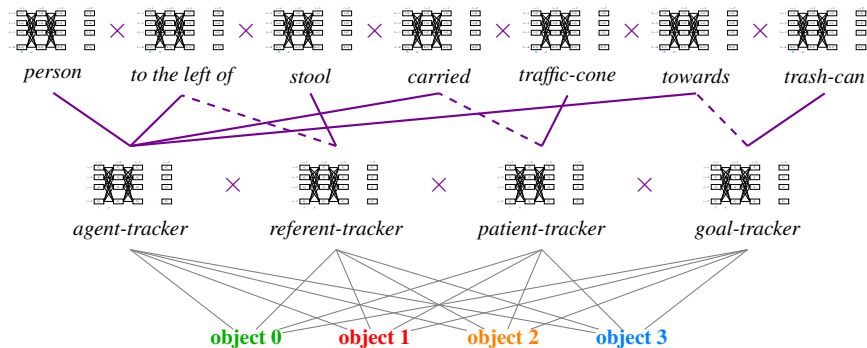 × × × × × ×
person to the left of stool carried traffic-cone towards trash-can
× × ×
agent-tracker referent-tracker patient-tracker goal-tracker
object 0 object 1 object 2 object 3